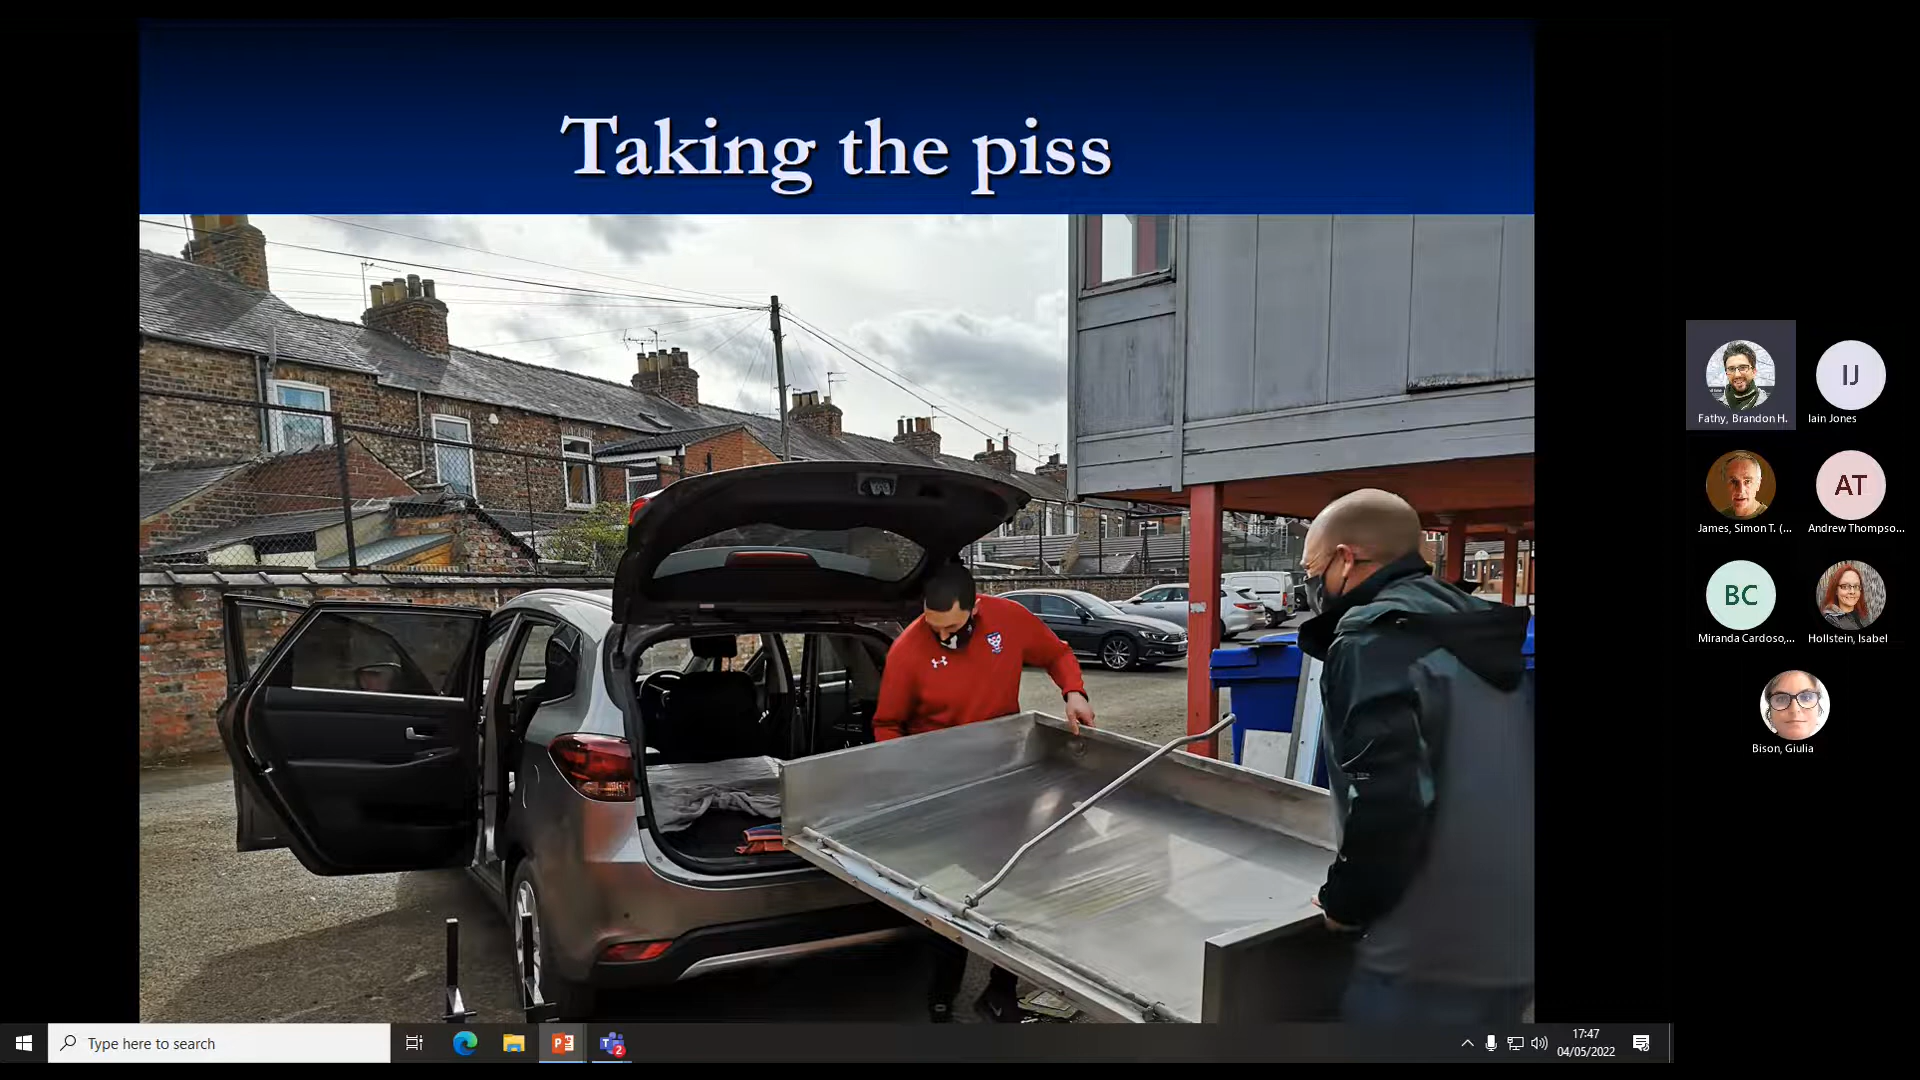 Taking the piss
Fathy, Brandon H.
IJ
Iain Jones
James, Simon T. (...
AT
Andrew Thompso...
BC
Miranda Cardoso,...
Hollstein, Isabel
Bison, Giulia
Type here to search
2
17:47
04/05/2022